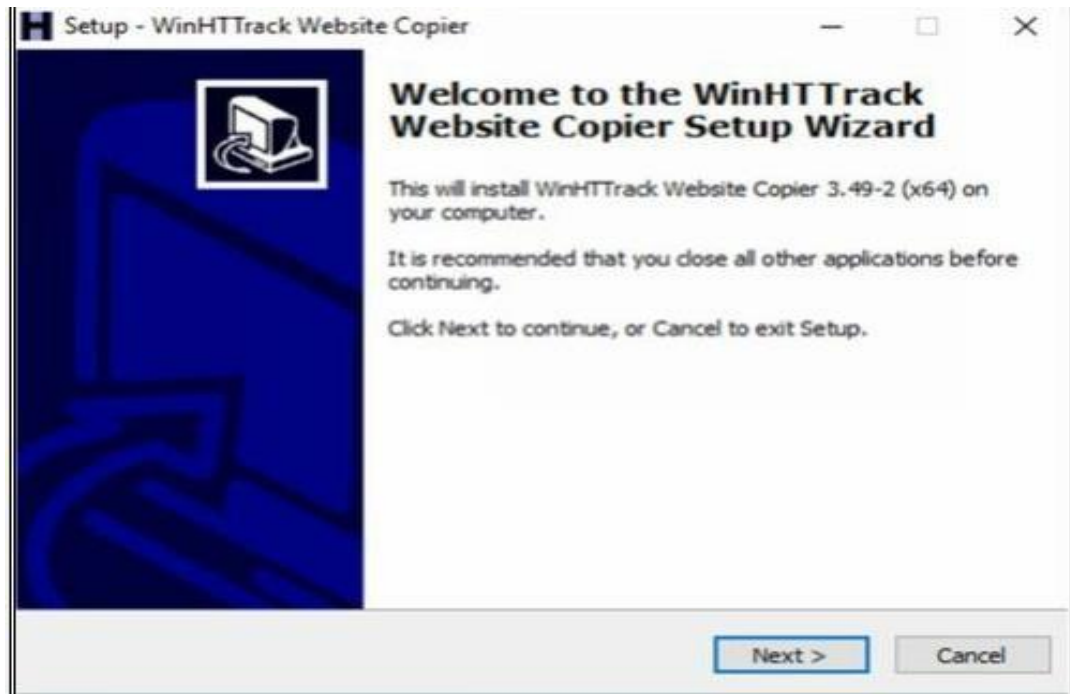 Setup - WinHTTrack Website Copier
Welcome to the WinHTTrack
Website Copier Setup Wizard
This will install WinHTTrack Website Copier 3.49-2 (x64) on
your computer.
It is recommended that you close all other applications before
continuing.
Click Next to continue, or Cancel to exit Setup.
Next >
Cancel